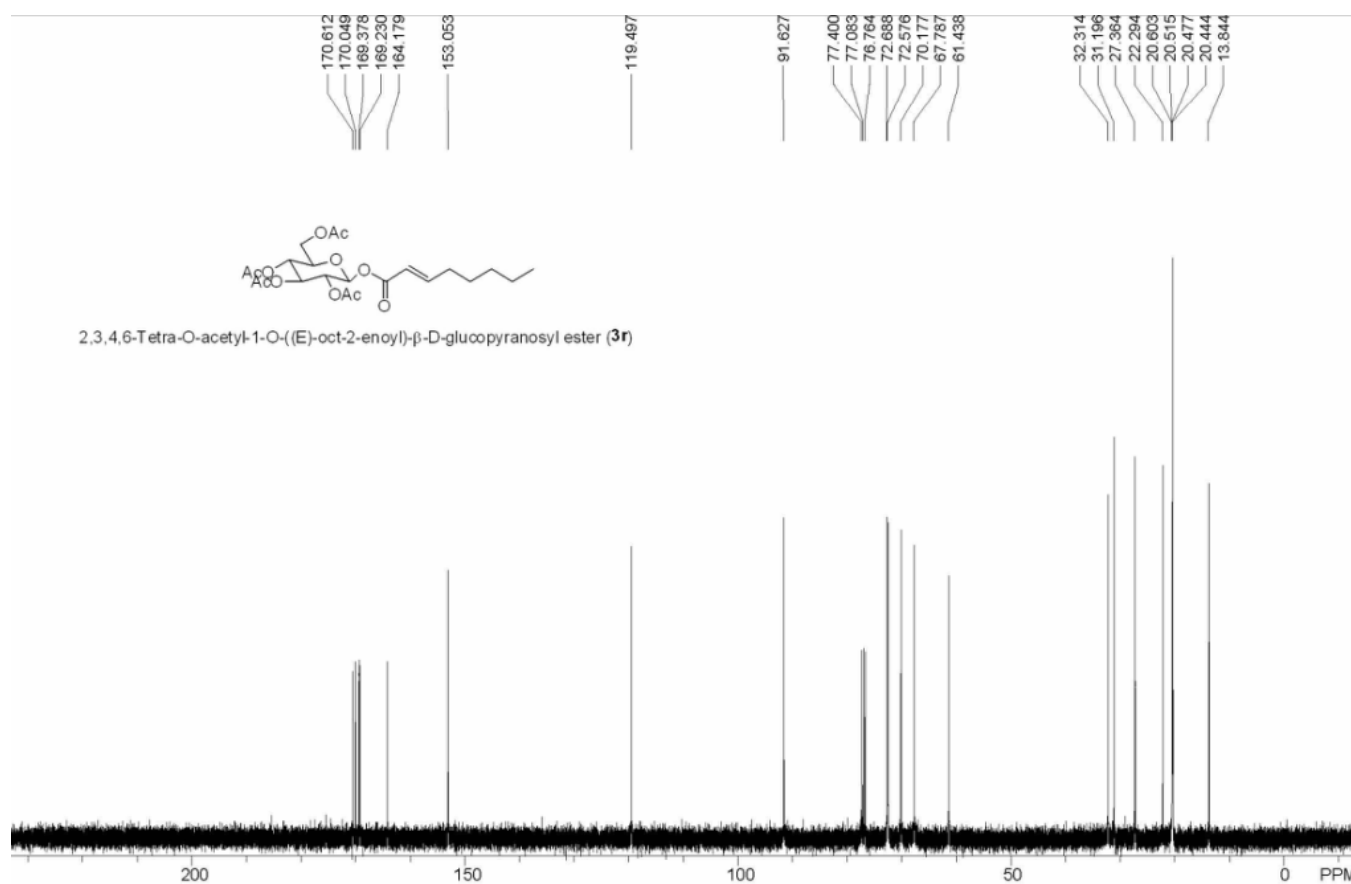 170.612
170.049
169.378
169.230
164.179
153.053
119.497
91.627
77.400
77.083
76.764
72.688
72.576
70.177
67.787
61.438
32.314
31.196
27.364
22.294
20.603
20.515
20.477
20.444
13.844
OAc
O
O
AcO
AcO
OAc
O
2,3,4,6-Tetra-O-acetyl-1-O-((E)-oct-2-enoyl)-β-D-glucopyranosyl ester (3r)
200 150 100 50 0 PPM